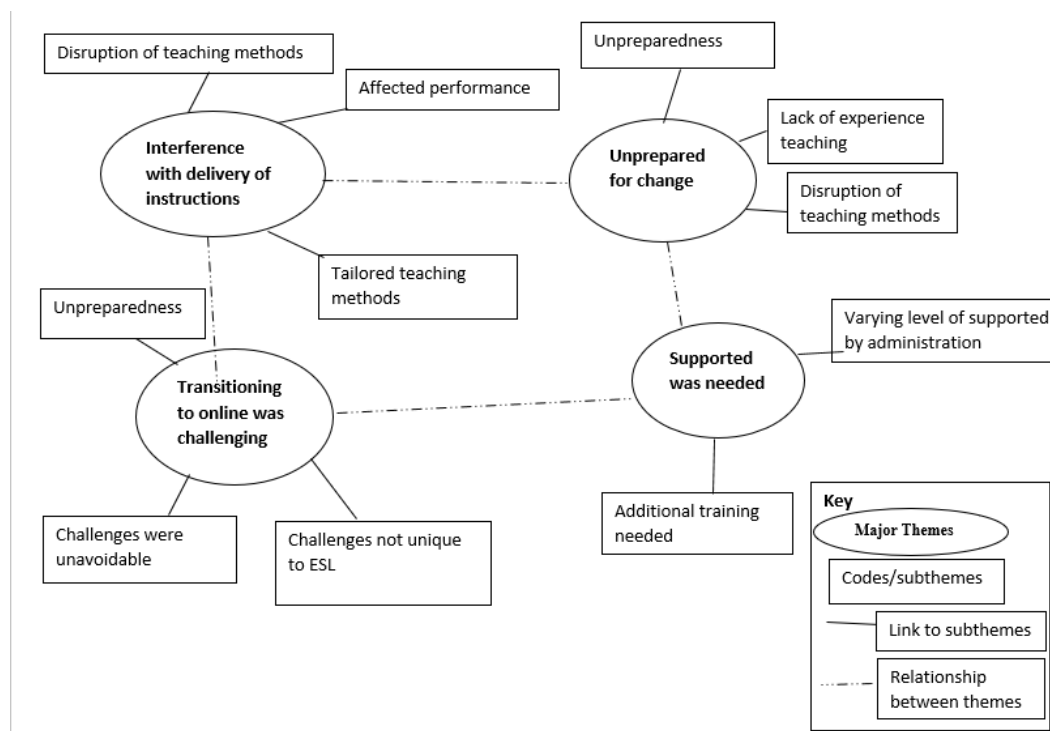 Disruption of teaching methods
Affected performance
Interference
with delivery of
instructions
Tailored teaching
methods
Unpreparedness
Lack of experience
teaching
Unprepared
for change
Disruption of
teaching methods
Unpreparedness
Transitioning
to online was
challenging
Challenges were
unavoidable
Challenges not unique
to ESL
Varying level of supported
by administration
Supported
was needed
Additional training
needed
Key
Major Themes
Codes/subthemes
Link to subthemes
Relationship
between themes